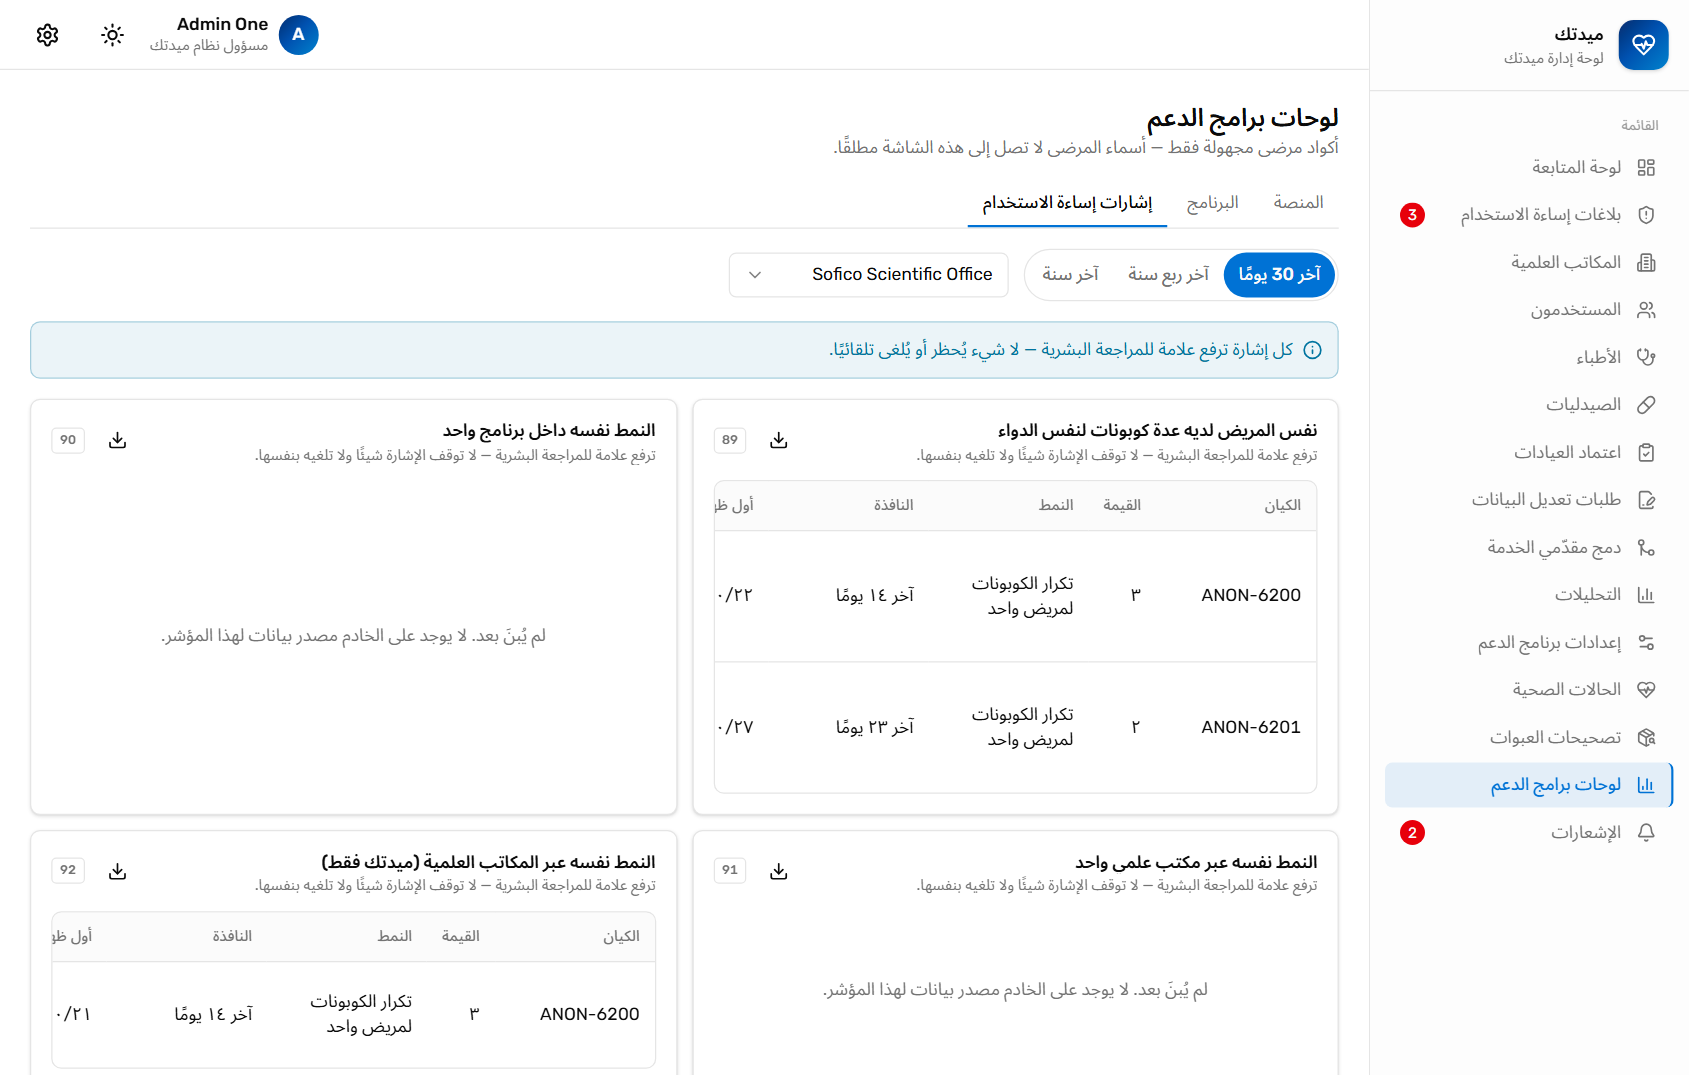 ميدتك
لوحة إدارة ميدتك
Admin One
مسؤول نظام ميدتك
A
القائمة
لوحة المتابعة
بلاغات إساءة الاستخدام
3
المكاتب العلمية
المستخدمون
الأطباء
الصيدليات
اعتماد العيادات
طلبات تعديل البيانات
دمج مقدّمي الخدمة
التحليلات
إعدادات برنامج الدعم
الحالات الصحية
تصحيحات العبوات
لوحات برامج الدعم
الإشعارات
2
لوحات برامج الدعم
أكواد مرضى مجهولة فقط – أسماء المرضى لا تصل إلى هذه الشاشة مطلقًا.
المنصة
البرنامج
إشارات إساءة الاستخدام
آخر 30 يومًا
آخر ربع سنة
آخر سنة
Sofico Scientific Office
كل إشارة ترفع علامة للمراجعة البشرية – لا شيء يُحظر أو يُلغى تلقائيًا.
نفس المريض لديه عدة كوبونات لنفس الدواء
89
ترفع علامة للمراجعة البشرية – لا توقف الإشارة شيئًا ولا تلغيه بنفسها.
الكيان القيمة النمط النافذة أول ظه
ANON-6200 ٣ تكرار الكوبونات لمريض واحد آخر ١٤ يومًا ٠/٢٢
ANON-6201 ٢ تكرار الكوبونات لمريض واحد آخر ٢٣ يومًا ٠/٢٧
النمط نفسه داخل برنامج واحد
90
ترفع علامة للمراجعة البشرية – لا توقف الإشارة شيئًا ولا تلغيه بنفسها.
لم يُبنَ بعد. لا يوجد على الخادم مصدر بيانات لهذا المؤشر.
النمط نفسه عبر مكتب علمي واحد
91
ترفع علامة للمراجعة البشرية – لا توقف الإشارة شيئًا ولا تلغيه بنفسها.
لم يُبنَ بعد. لا يوجد على الخادم مصدر بيانات لهذا المؤشر.
النمط نفسه عبر المكاتب العلمية (ميدتك فقط)
92
ترفع علامة للمراجعة البشرية – لا توقف الإشارة شيئًا ولا تلغيه بنفسها.
الكيان القيمة النمط النافذة أول ظه
ANON-6200 ٣ تكرار الكوبونات لمريض واحد آخر ١٤ يومًا ٠/٢١